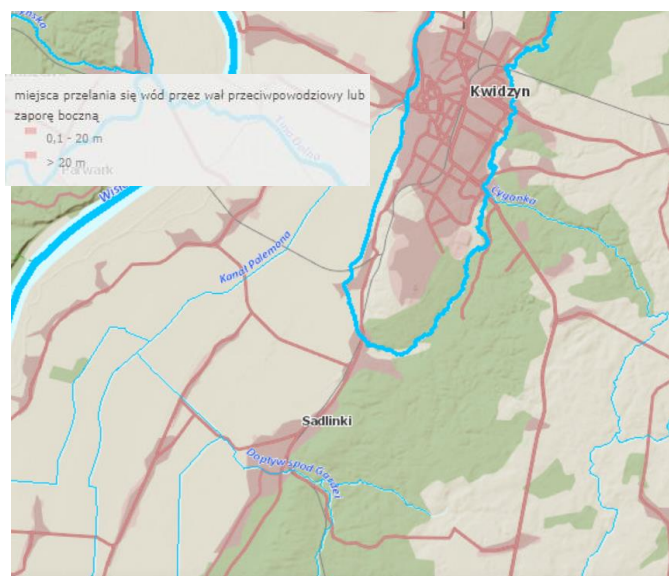 Kwidzyn
miejsca przelania się wód przez wał przeciwpowodziowy lub
zaporę boczną
0,1 - 20 m
> 20 m
Cyganka
Kanał Palemona
Sadlinki
Dopływ spod Gardei